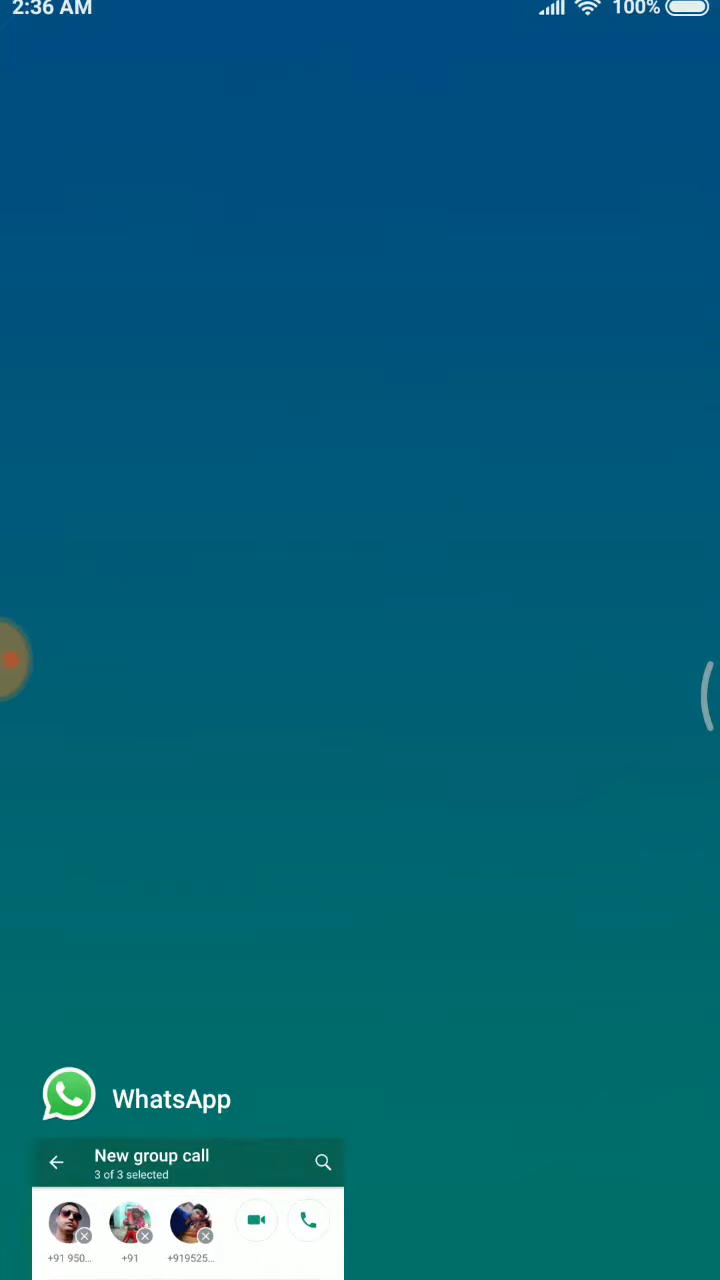 2:36 AM 100%
WhatsApp
New group call
3 of 3 selected
+91 950... +91 +919525...